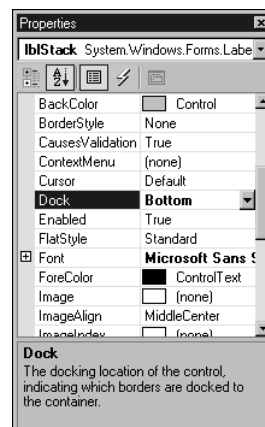 Properties
lblStack System.Windows.Forms.Labe
BackColor Control
BorderStyle None
CausesValidation True
ContextMenu (none)
Cursor Default
Dock Bottom
Enabled True
FlatStyle Standard
Font Microsoft Sans S
ForeColor ControlText
Image (none)
ImageAlign MiddleCenter
ImageIndex (none)
Dock
The docking location of the control,
indicating which borders are docked to
the container.